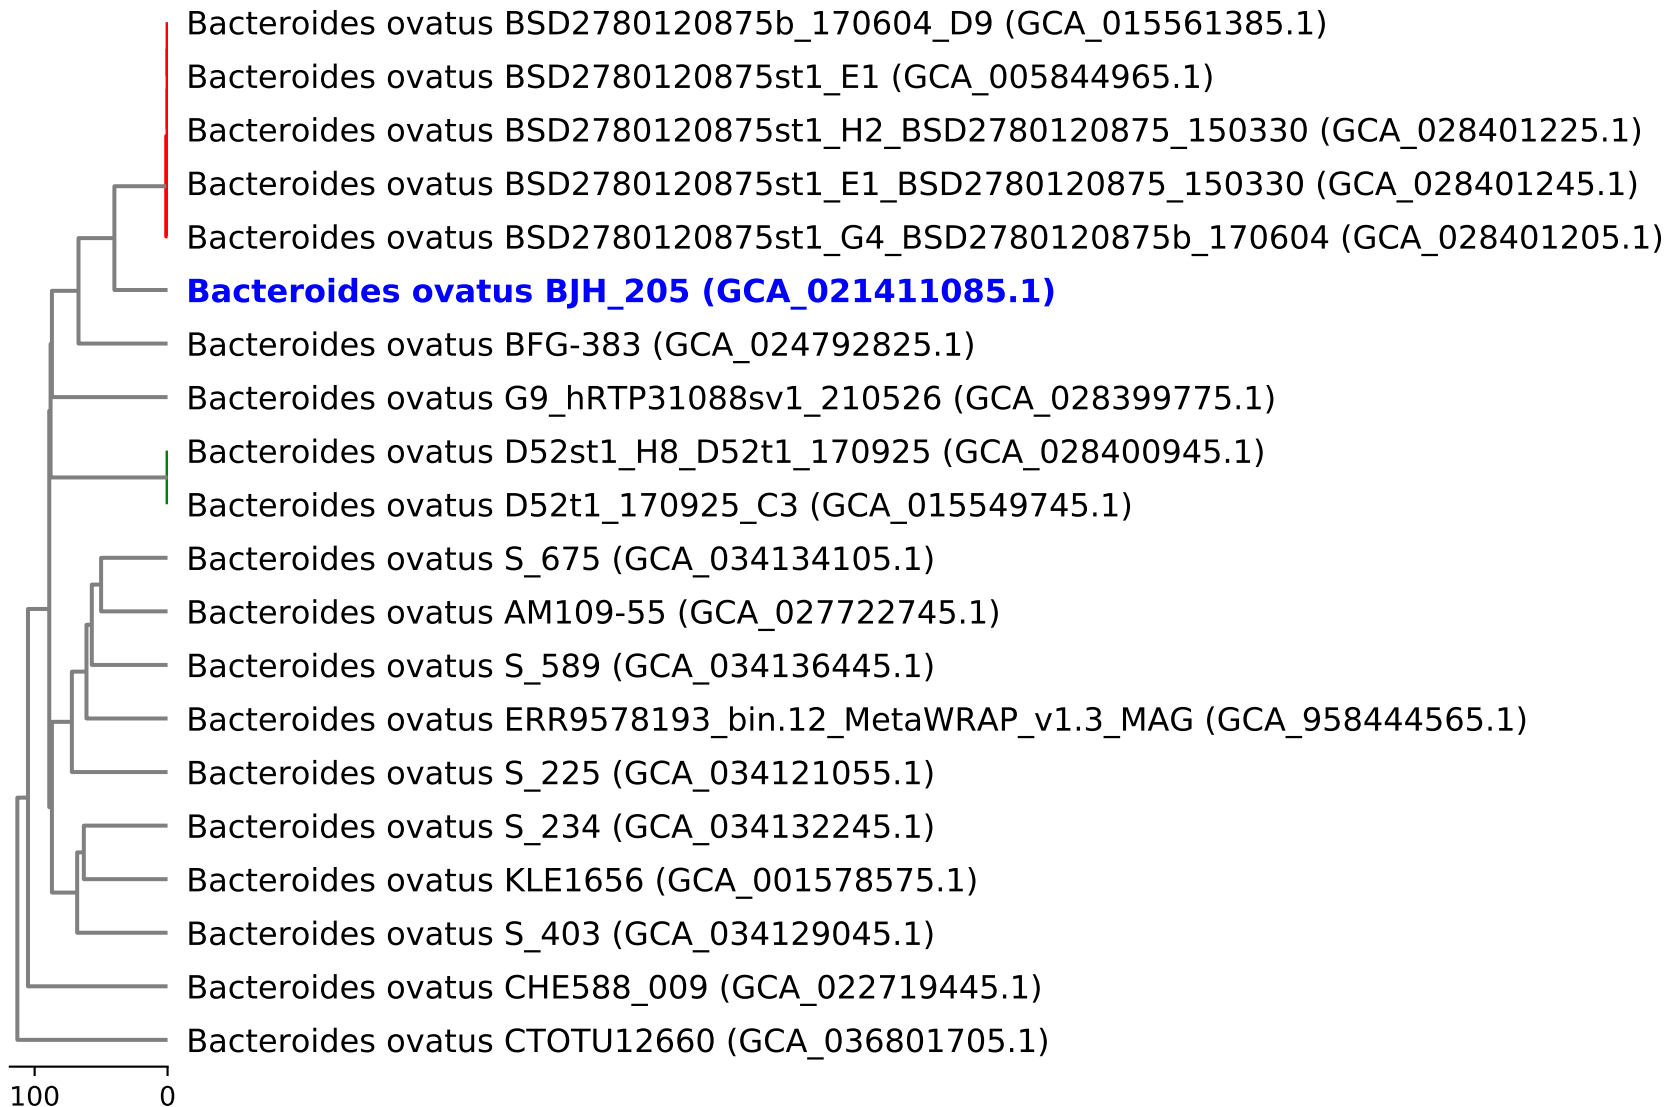 Bacteroides ovatus BSD2780120875b_170604_D9 (GCA_015561385.1)
Bacteroides ovatus BSD2780120875st1_E1 (GCA_005844965.1)
Bacteroides ovatus BSD2780120875st1_H2_BSD2780120875_150330 (GCA_028401225.1)
Bacteroides ovatus BSD2780120875st1_E1_BSD2780120875_150330 (GCA_028401245.1)
Bacteroides ovatus BSD2780120875st1_G4_BSD2780120875b_170604 (GCA_028401205.1)
Bacteroides ovatus BJH_205 (GCA_021411085.1)
Bacteroides ovatus BFG-383 (GCA_024792825.1)
Bacteroides ovatus G9_hRTP31088sv1_210526 (GCA_028399775.1)
Bacteroides ovatus D52st1_H8_D52t1_170925 (GCA_028400945.1)
Bacteroides ovatus D52t1_170925_C3 (GCA_015549745.1)
Bacteroides ovatus S_675 (GCA_034134105.1)
Bacteroides ovatus AM109-55 (GCA_027722745.1)
Bacteroides ovatus S_589 (GCA_034136445.1)
Bacteroides ovatus ERR9578193_bin.12_MetaWRAP_v1.3_MAG (GCA_958444565.1)
Bacteroides ovatus S_225 (GCA_034121055.1)
Bacteroides ovatus S_234 (GCA_034132245.1)
Bacteroides ovatus KLE1656 (GCA_001578575.1)
Bacteroides ovatus S_403 (GCA_034129045.1)
Bacteroides ovatus CHE588_009 (GCA_022719445.1)
Bacteroides ovatus CTOTU12660 (GCA_036801705.1)
100 0